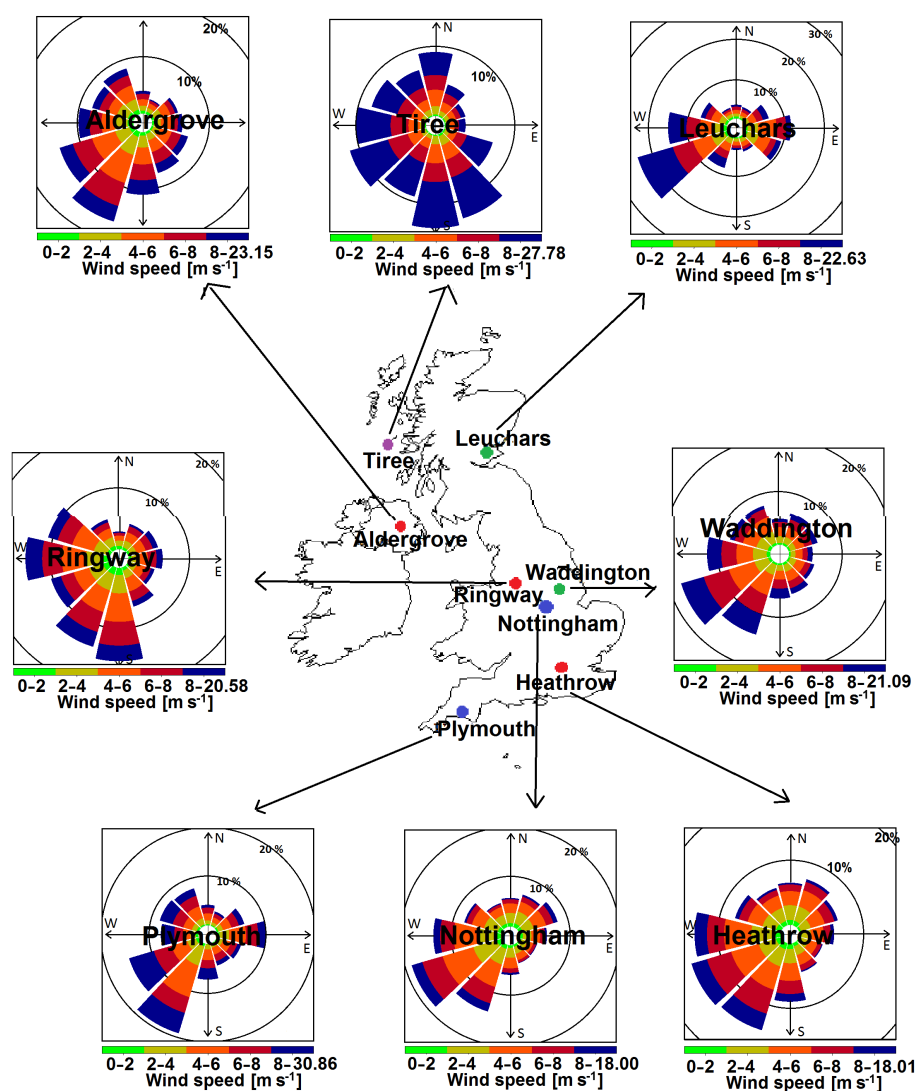 20%
10%
Aldergrove
0-2 2-4 4-6 6-8 8-23.15
Wind speed [m s⁻¹]
N
10%
Tiree
E
S
0-2 2-4 4-6 6-8 8-27.78
Wind speed [m s⁻¹]
30%
N
20 %
10 %
W
Leuchars
E
S
0-2 2-4 4-6 6-8 8-22.63
Wind speed [m s⁻¹]
Leuchars
Tiree
Aldergrove
Waddington
Ringway
Nottingham
Heathrow
Plymouth
N
20 %
10 %
W
Ringway
E
S
0-2 2-4 4-6 6-8 8-20.58
Wind speed [m s⁻¹]
N
20 %
10 %
Waddington
W
E
S
0-2 2-4 4-6 6-8 8-21.09
Wind speed [m s⁻¹]
N
20 %
10 %
W
Plymouth
E
S
0-2 2-4 4-6 6-8 8-30.86
Wind speed [m s⁻¹]
N
20 %
10 %
W
Nottingham
E
S
0-2 2-4 4-6 6-8 8-18.00
Wind speed [m s⁻¹]
N
20%
10%
W
Heathrow
E
S
0-2 2-4 4-6 6-8 8-18.01
Wind speed [m s⁻¹]